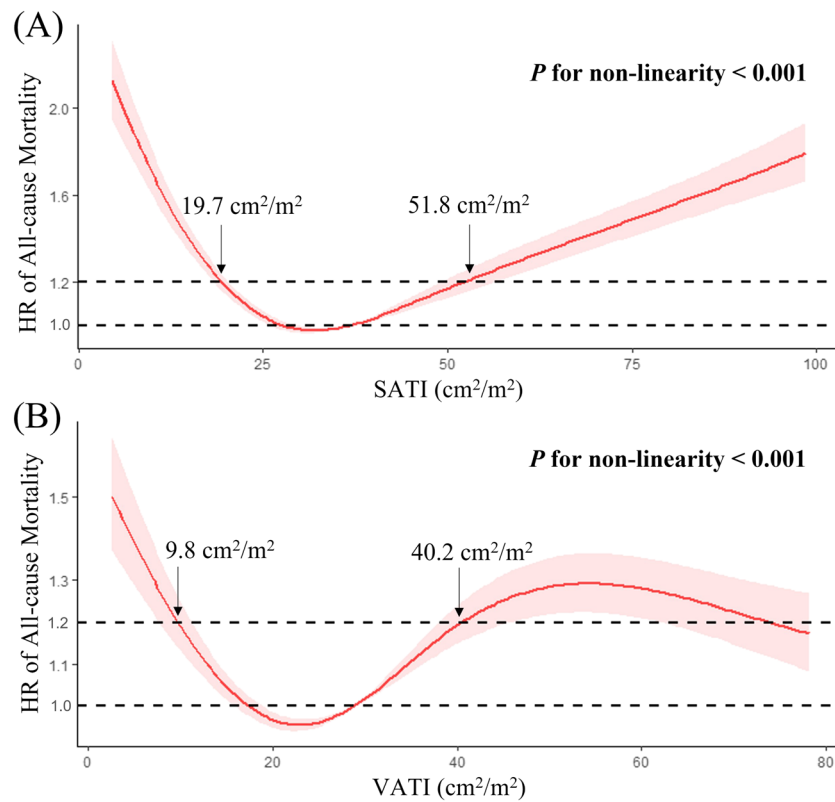 (A)
P for non-linearity < 0.001
HR of All-cause Mortality
2.0
1.6
1.2
1.0
19.7 cm²/m²
51.8 cm²/m²
0
25
50
75
100
SATI (cm²/m²)
(B)
P for non-linearity < 0.001
HR of All-cause Mortality
1.5
1.3
1.2
1.1
1.0
9.8 cm²/m²
40.2 cm²/m²
0
20
40
60
80
VATI (cm²/m²)